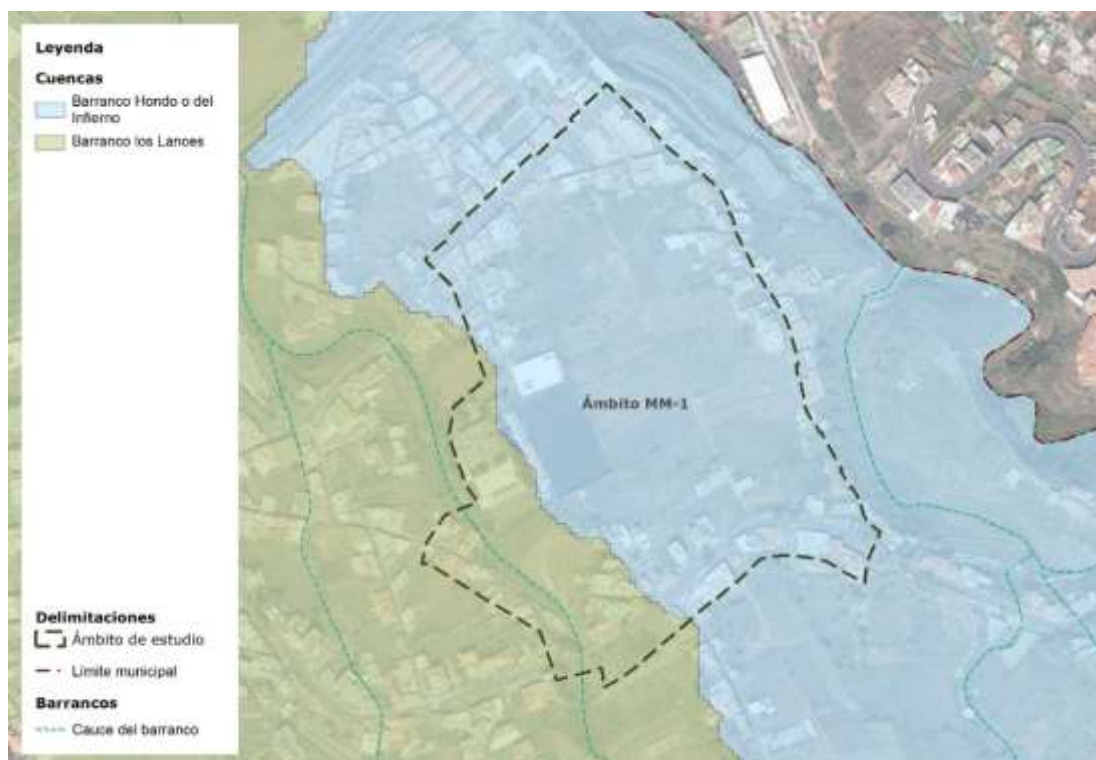 Leyenda
Cuencas
Barranco Hondo o del
Infierno
Barranco los Lanoes
Ámbito MM-1
Delimitaciones
Ámbito de estudio
Límite municipal
Barrancos
Cauce del barranco